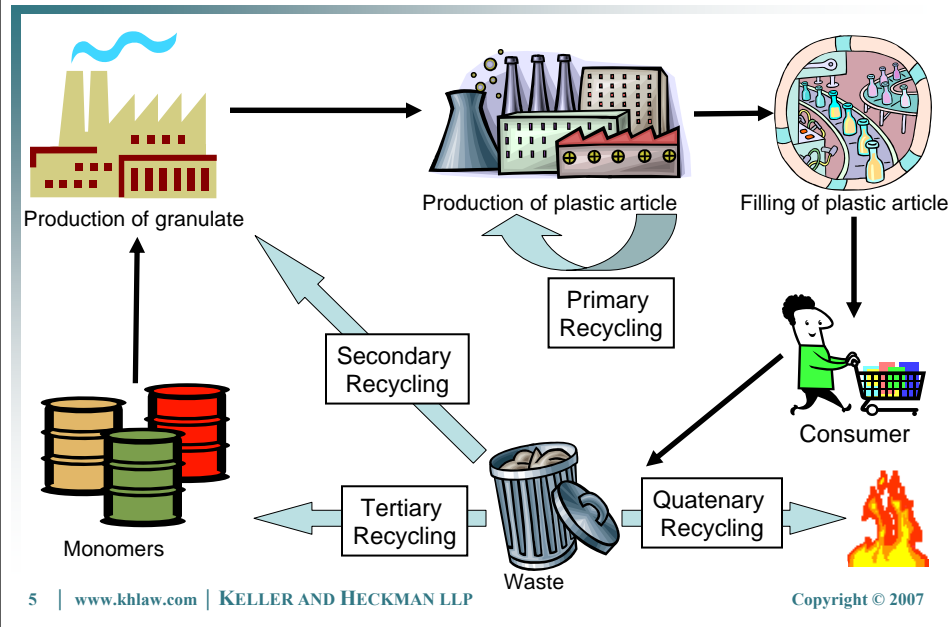 Production of granulate
Production of plastic article
Filling of plastic article
Primary
Recycling
Secondary
Recycling
Consumer
Tertiary
Recycling
Quatenary
Recycling
Monomers
Waste
5 | www.khlaw.com | KELLER AND HECKMAN LLP
Copyright © 2007